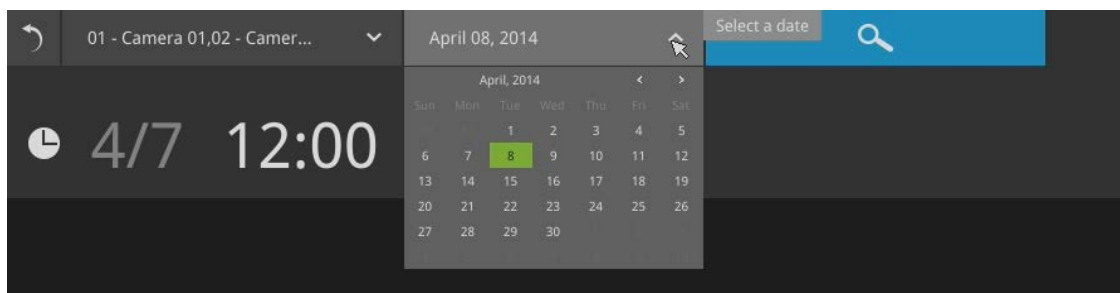 01 - Camera 01,02 - Camer...
April 08, 2014
Select a date
April, 2014
Sun Mon Tue Wed Thu Fri Sat
1 2 3 4 5
4/7 12:00
6 7 8 9 10 11 12
13 14 15 16 17 18 19
20 21 22 23 24 25 26
27 28 29 30